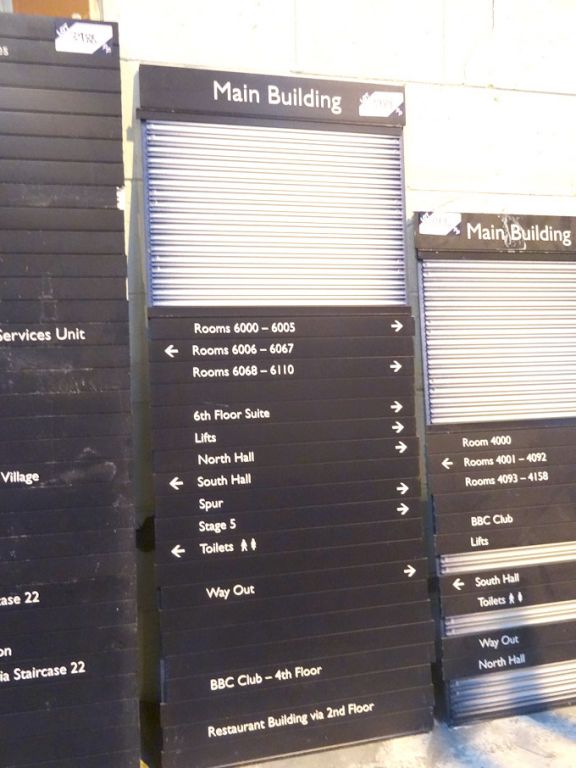 Services Unit
Village
22
ia Staircase 22
Main Building
Rooms 6000 – 6005 →
← Rooms 6006 – 6067
Rooms 6068 – 6110 →
6th Floor Suite →
Lifts →
North Hall →
← South Hall
Spur →
Stage 5 →
← Toilets
Way Out →
BBC Club – 4th Floor
Restaurant Building via 2nd Floor
Main Building
Room 4000
← Rooms 4001 – 4092
Rooms 4093 – 4158
BBC Club
Lifts
← South Hall
Toilets
Way Out
North Hall